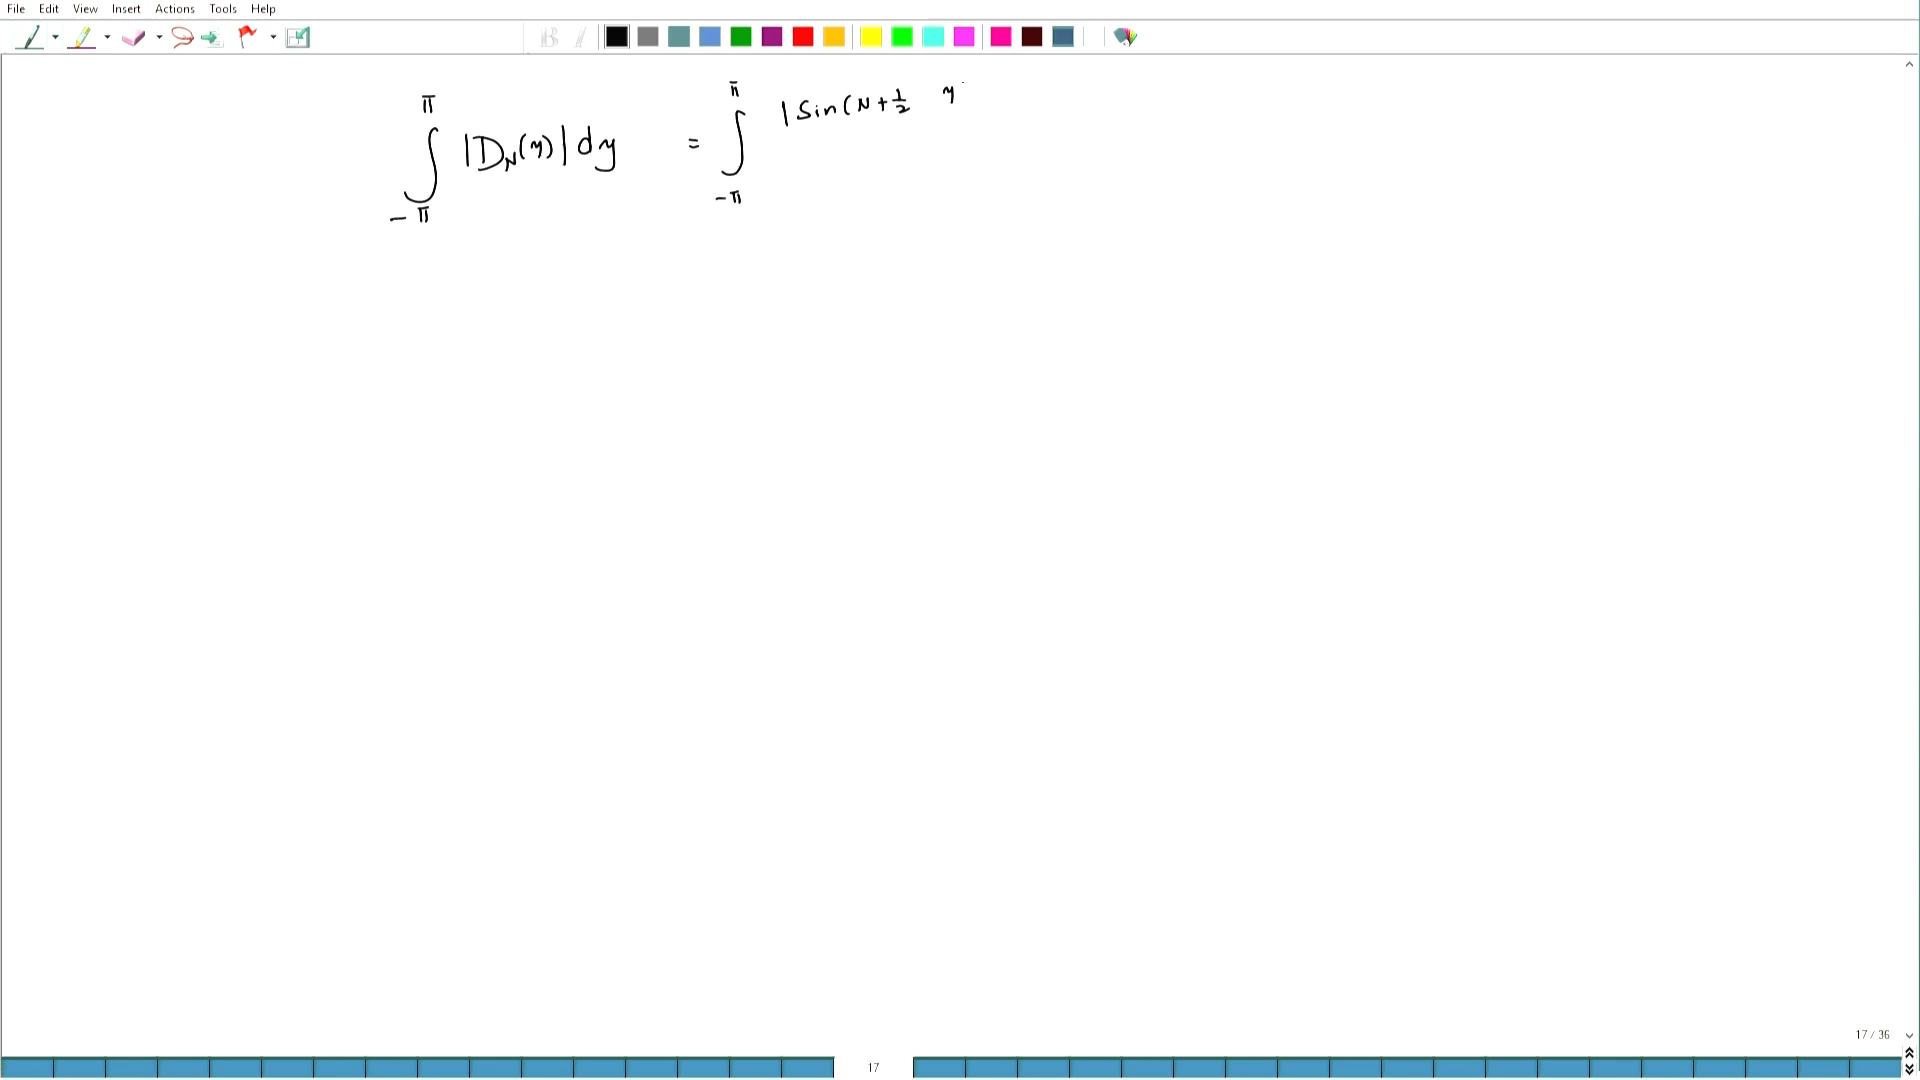 File Edit View Insert Actions Tools Help
B I
∫_{-π}^{π} |D_N(y)| dy = ∫_{-π}^{π} |Sin(N+1/2 y
17 / 36
17